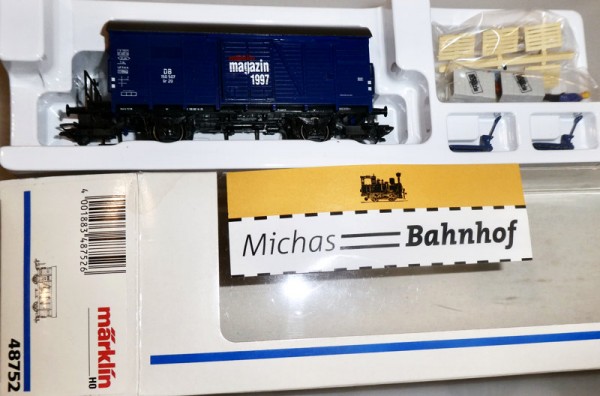 magazin
1997
DB
Michas Bahnhof
4 001883 487526
märklin
H0
48752